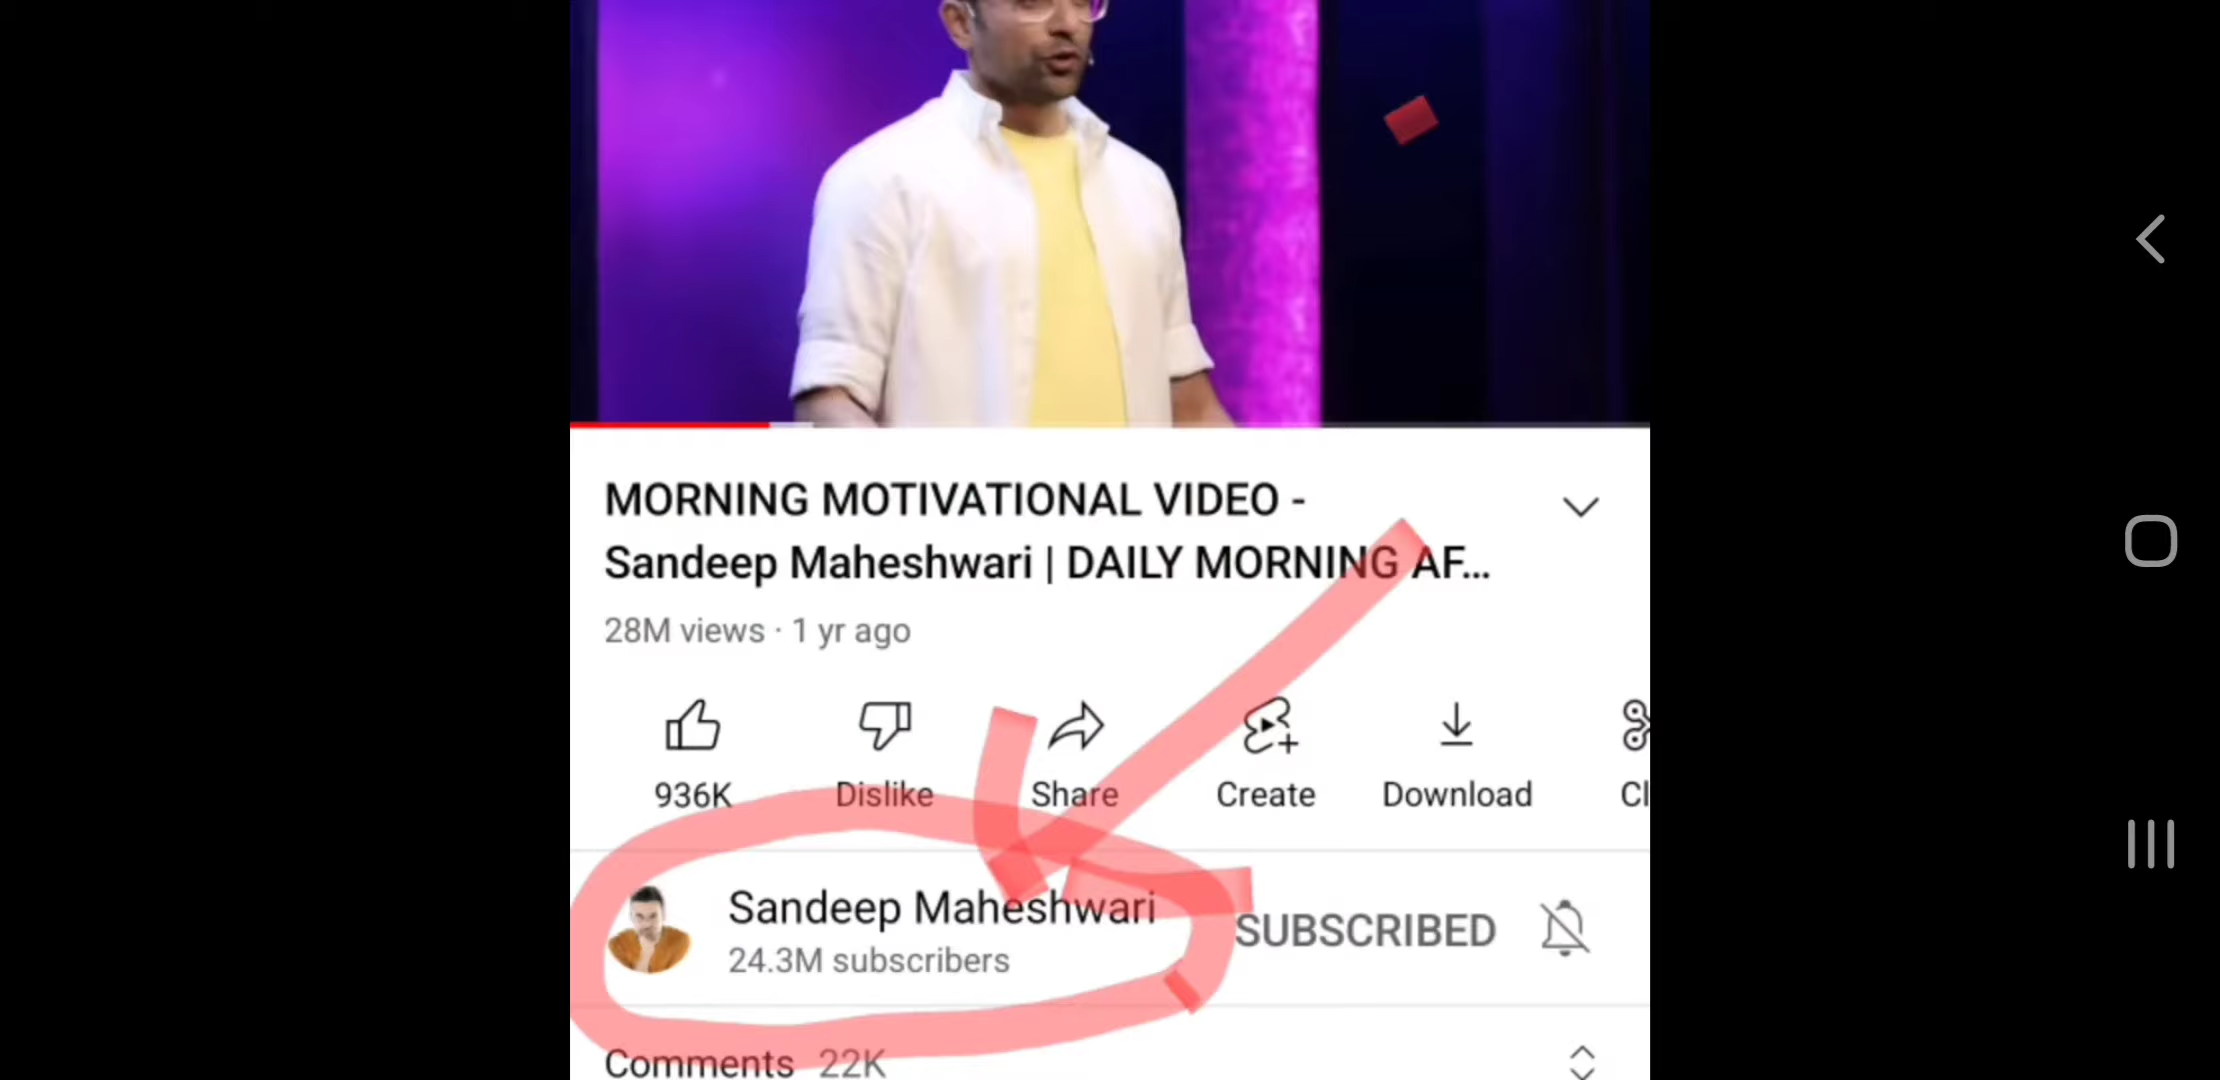 MORNING MOTIVATIONAL VIDEO -
Sandeep Maheshwari | DAILY MORNING AF...
28M views · 1 yr ago
936K Dislike Share Create Download Cl
Sandeep Maheshwari
24.3M subscribers
SUBSCRIBED
Comments 22K